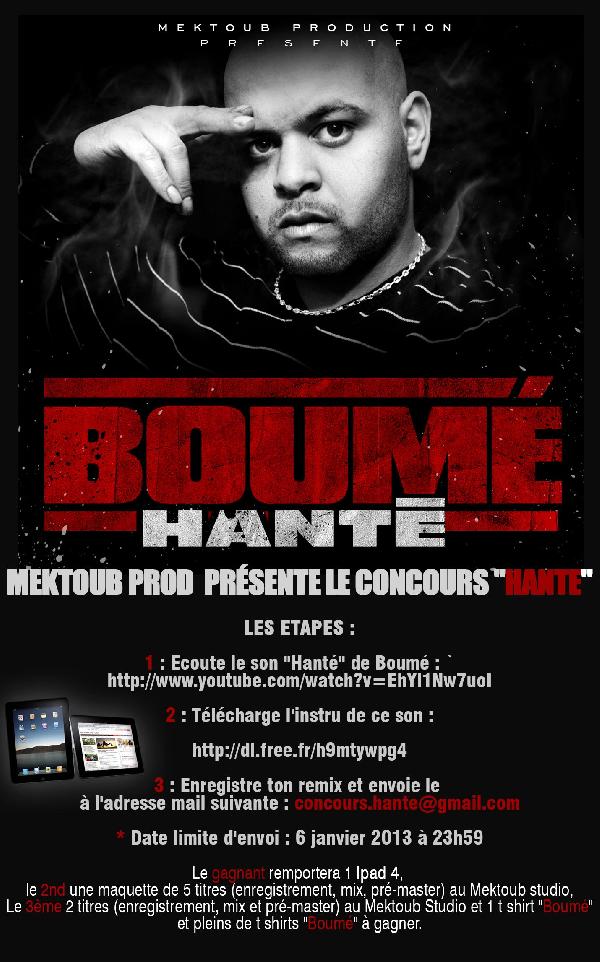 MEKTOUB PRODUCTION
PRESENTE
BOUMÉ
HANTÉ
MEKTOUB PROD PRÉSENTE LE CONCOURS "HANTE"
LES ETAPES :
1 : Ecoute le son "Hanté" de Boumé : `
http://www.youtube.com/watch?v=EhYl1Nw7uoI
2 : Télécharge l'instru de ce son :
http://dl.free.fr/h9mtywpg4
3 : Enregistre ton remix et envoie le
à l'adresse mail suivante : concours.hante@gmail.com
* Date limite d'envoi : 6 janvier 2013 à 23h59
Le gagnant remportera 1 Ipad 4,
le 2nd une maquette de 5 titres (enregistrement, mix, pré-master) au Mektoub studio,
Le 3ème 2 titres (enregistrement, mix et pré-master) au Mektoub Studio et 1 t shirt "Boumé"
et pleins de t shirts "Boumé" à gagner.